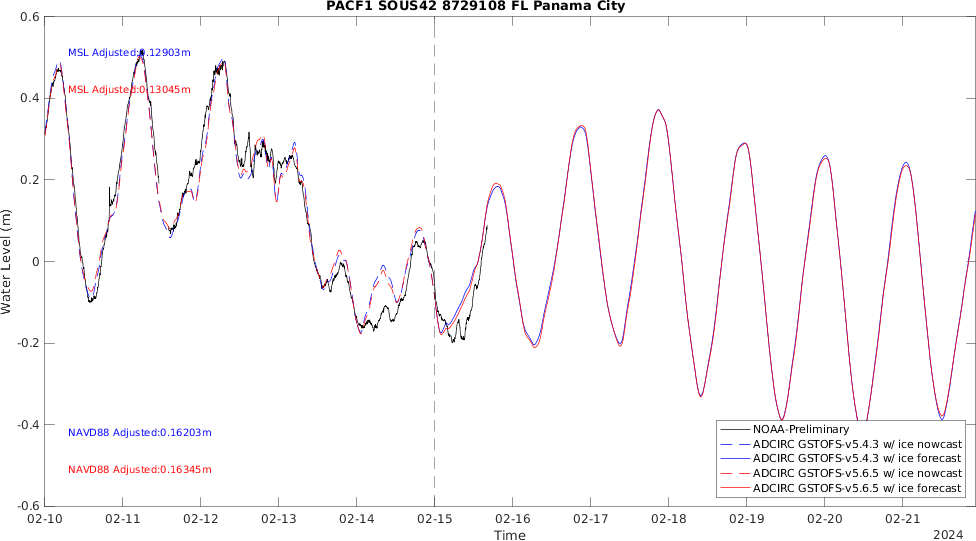 PACF1 SOUS42 8729108 FL Panama City
0.6
0.4
0.2
0
-0.2
-0.4
-0.6
Water Level (m)
MSL Adjusted:0.12903m
MSL Adjusted:0.13045m
NAVD88 Adjusted:0.16203m
NAVD88 Adjusted:0.16345m
NOAA-Preliminary
ADCIRC GSTOFS-v5.4.3 w/ ice nowcast
ADCIRC GSTOFS-v5.4.3 w/ ice forecast
ADCIRC GSTOFS-v5.6.5 w/ ice nowcast
ADCIRC GSTOFS-v5.6.5 w/ ice forecast
02-10 02-11 02-12 02-13 02-14 02-15 02-16 02-17 02-18 02-19 02-20 02-21
Time
2024